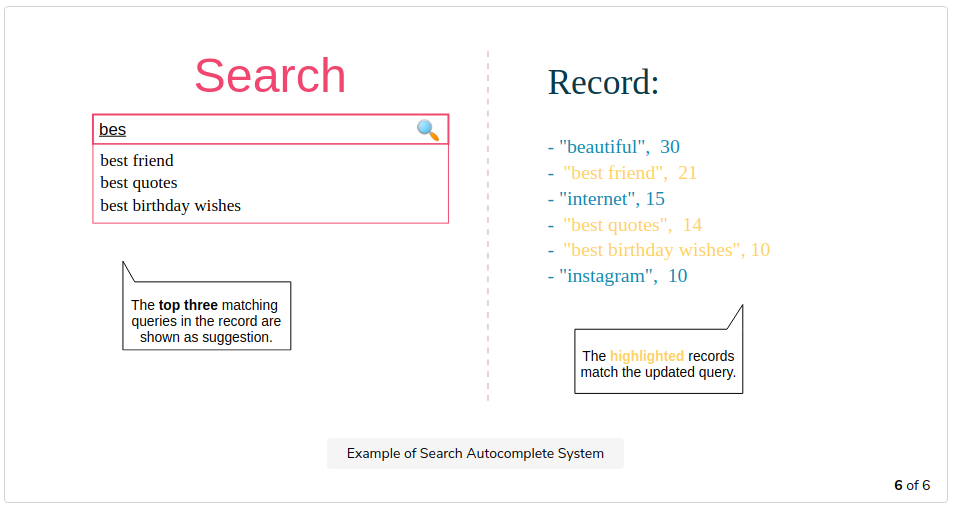 Search
bes
best friend
best quotes
best birthday wishes
The top three matching
queries in the record are
shown as suggestion.
Record:
- "beautiful", 30
- "best friend", 21
- "internet", 15
- "best quotes", 14
- "best birthday wishes", 10
- "instagram", 10
The highlighted records
match the updated query.
Example of Search Autocomplete System
6 of 6